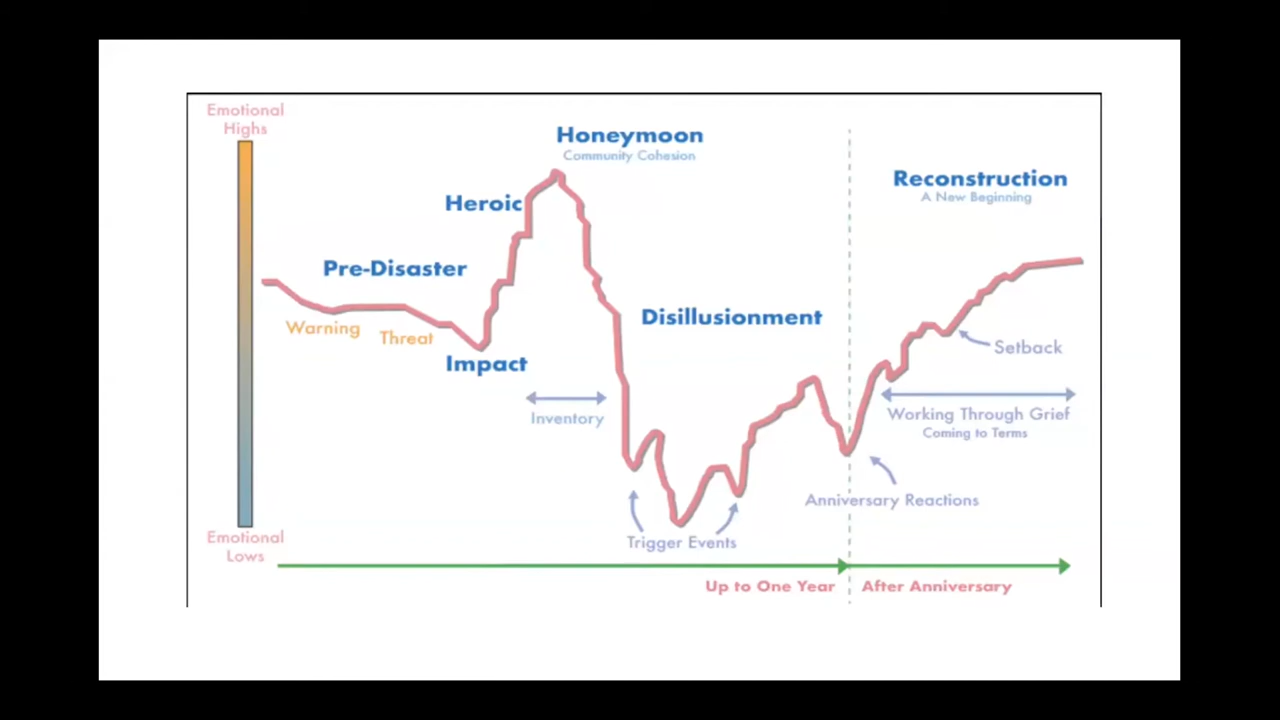 Emotional
Highs
Honeymoon
Community Cohesion
Reconstruction
A New Beginning
Heroic
Pre-Disaster
Warning
Threat
Impact
Disillusionment
Setback
Inventory
Working Through Grief
Coming to Terms
Anniversary Reactions
Trigger Events
Emotional
Lows
Up to One Year
After Anniversary